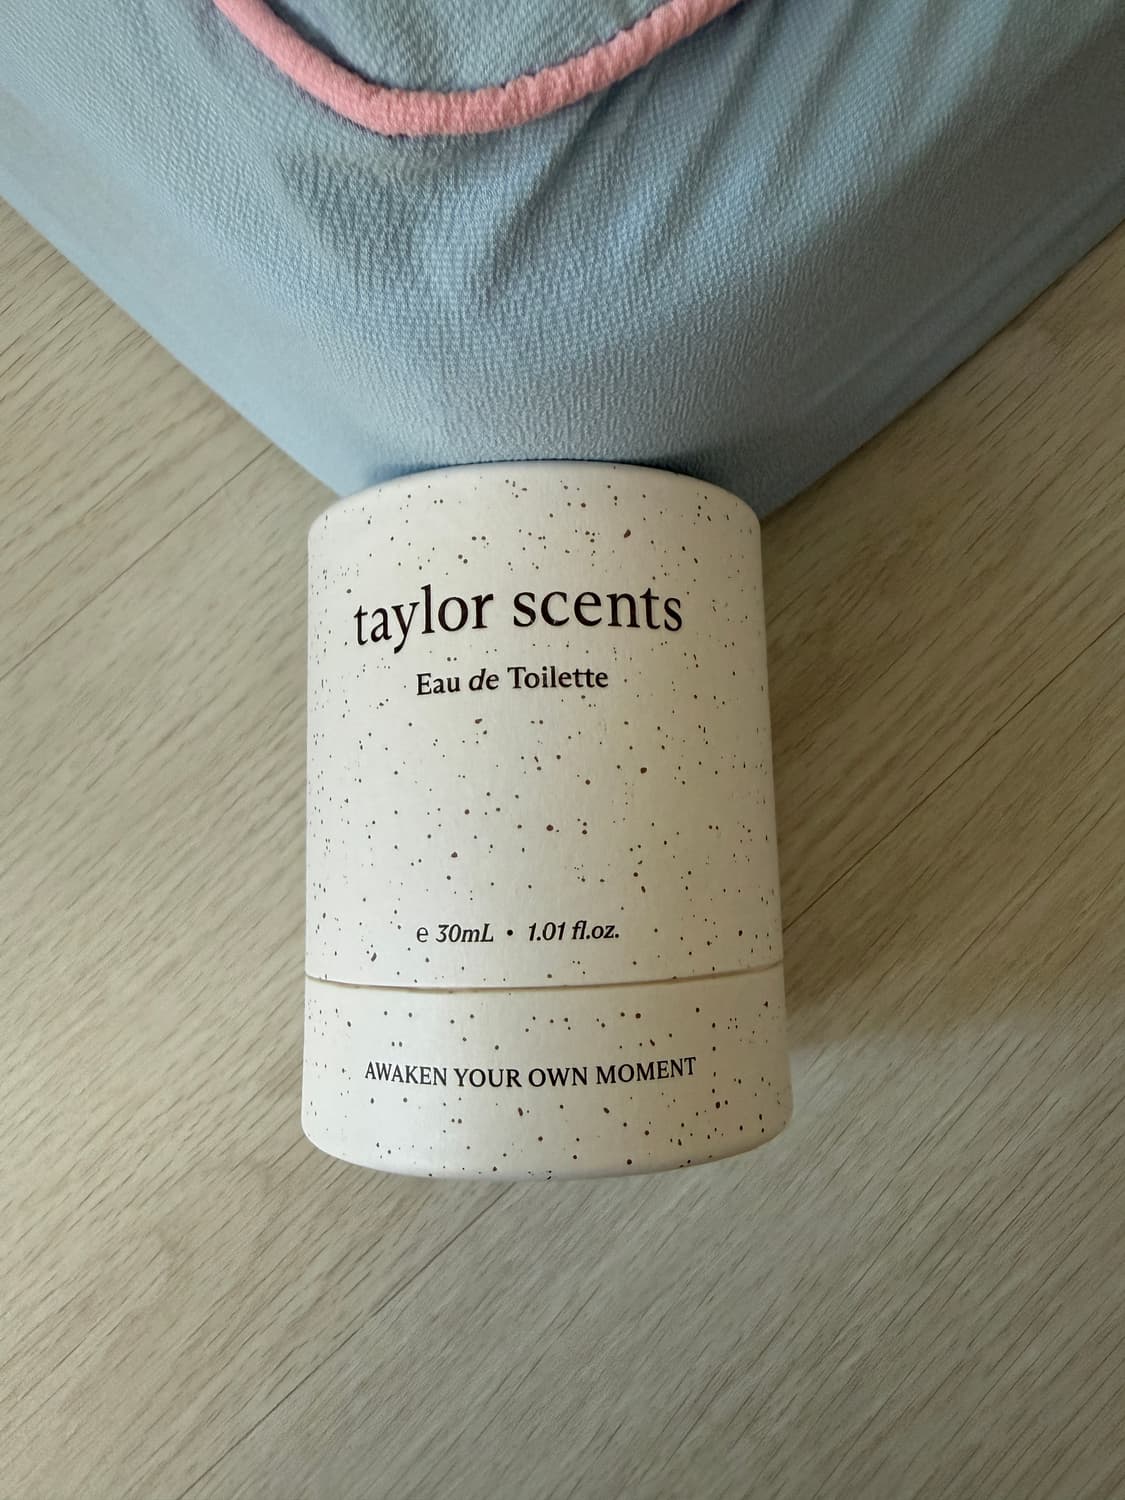 taylor scents
Eau de Toilette
℮ 30mL • 1.01 fl.oz.
AWAKEN YOUR OWN MOMENT